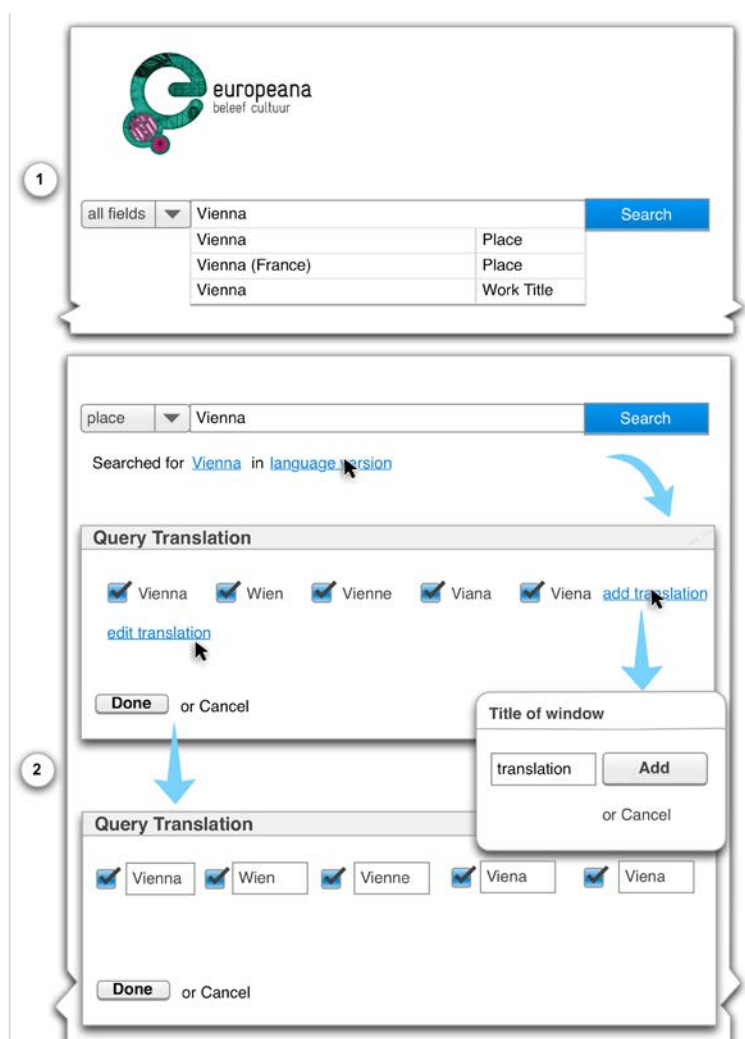 europeana
beleef cultuur
1
all fields Vienna Search
Vienna Place
Vienna (France) Place
Vienna Work Title
place Vienna Search
Searched for Vienna in language version
Query Translation
Vienna Wien Vienne Viana Viena add translation
edit translation
Done or Cancel
Title of window
translation Add
or Cancel
2
Query Translation
Vienna Wien Vienne Viena Viena
Done or Cancel